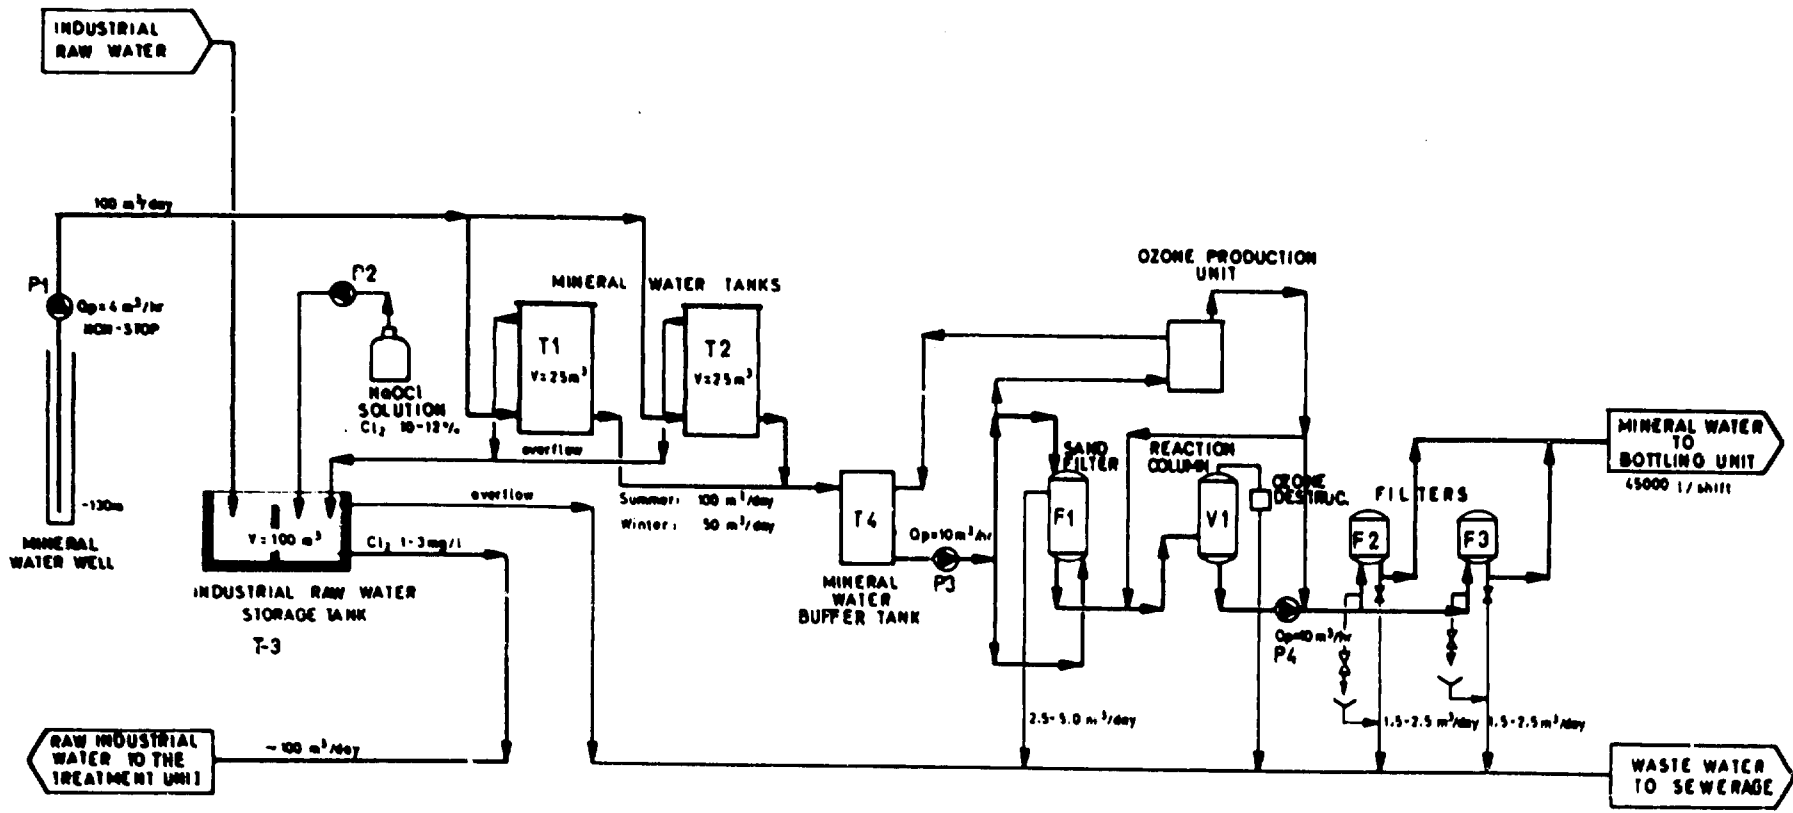 INDUSTRIAL
RAW WATER
100 m³/day
P1
Qp=4 m³/hr
NON-STOP
~130m
MINERAL
WATER WELL
P2
NaOCl
SOLUTION
Cl₂ 10-12%
MINERAL WATER TANKS
T1
V=25m³
T2
V=25m³
overflow
overflow
V=100 m³
Cl₂ 1-3mg/l
INDUSTRIAL RAW WATER
STORAGE TANK
T-3
Summer: 100 m³/day
Winter: 50 m³/day
T4
MINERAL
WATER
BUFFER TANK
Qp=10m³/hr
P3
OZONE PRODUCTION
UNIT
SAND
FILTER
F1
REACTION
COLUMN
V1
OZONE
DESTRUC.
Qp=10m³/hr
P4
FILTERS
F2
F3
MINERAL WATER
TO
BOTTLING UNIT
45000 l/shift
2.5-5.0 m³/day
1.5-2.5 m³/day
1.5-2.5 m³/day
RAW INDUSTRIAL
WATER TO THE
TREATMENT UNIT
~100 m³/day
WASTE WATER
TO SEWERAGE